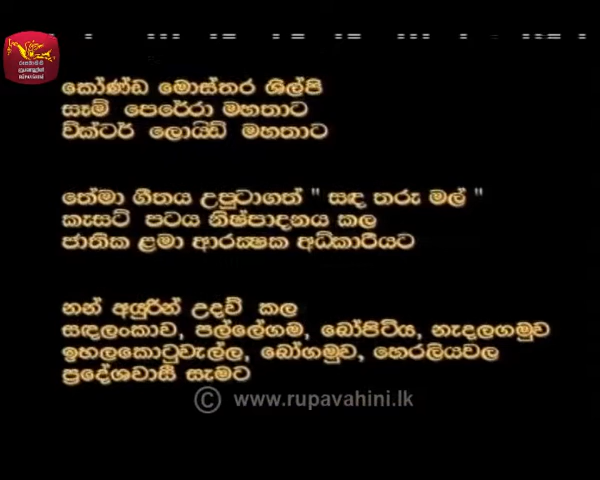 රූපවාහිනී
කෝණ්ඩ මොස්තර ශිල්පී
සෑම් පෙරේරා මහතාට
වික්ටර් ලොයිඩ් මහතාට
තේමා ගීතය උපුටාගත් " සඳ තරු මල් "
කැසට් පටය නිෂ්පාදනය කල
ජාතික ළමා ආරක්ෂක අධිකාරියට
නන් අයුරින් උදව් කල
සඳලංකාව, පල්ලේගම, බෝපිටිය, නැදලගමුව
ඉහලකොටුවැල්ල, බෝගමුව, හෙරලියවල
ප්‍රදේශවාසී සැමට
© www.rupavahini.lk